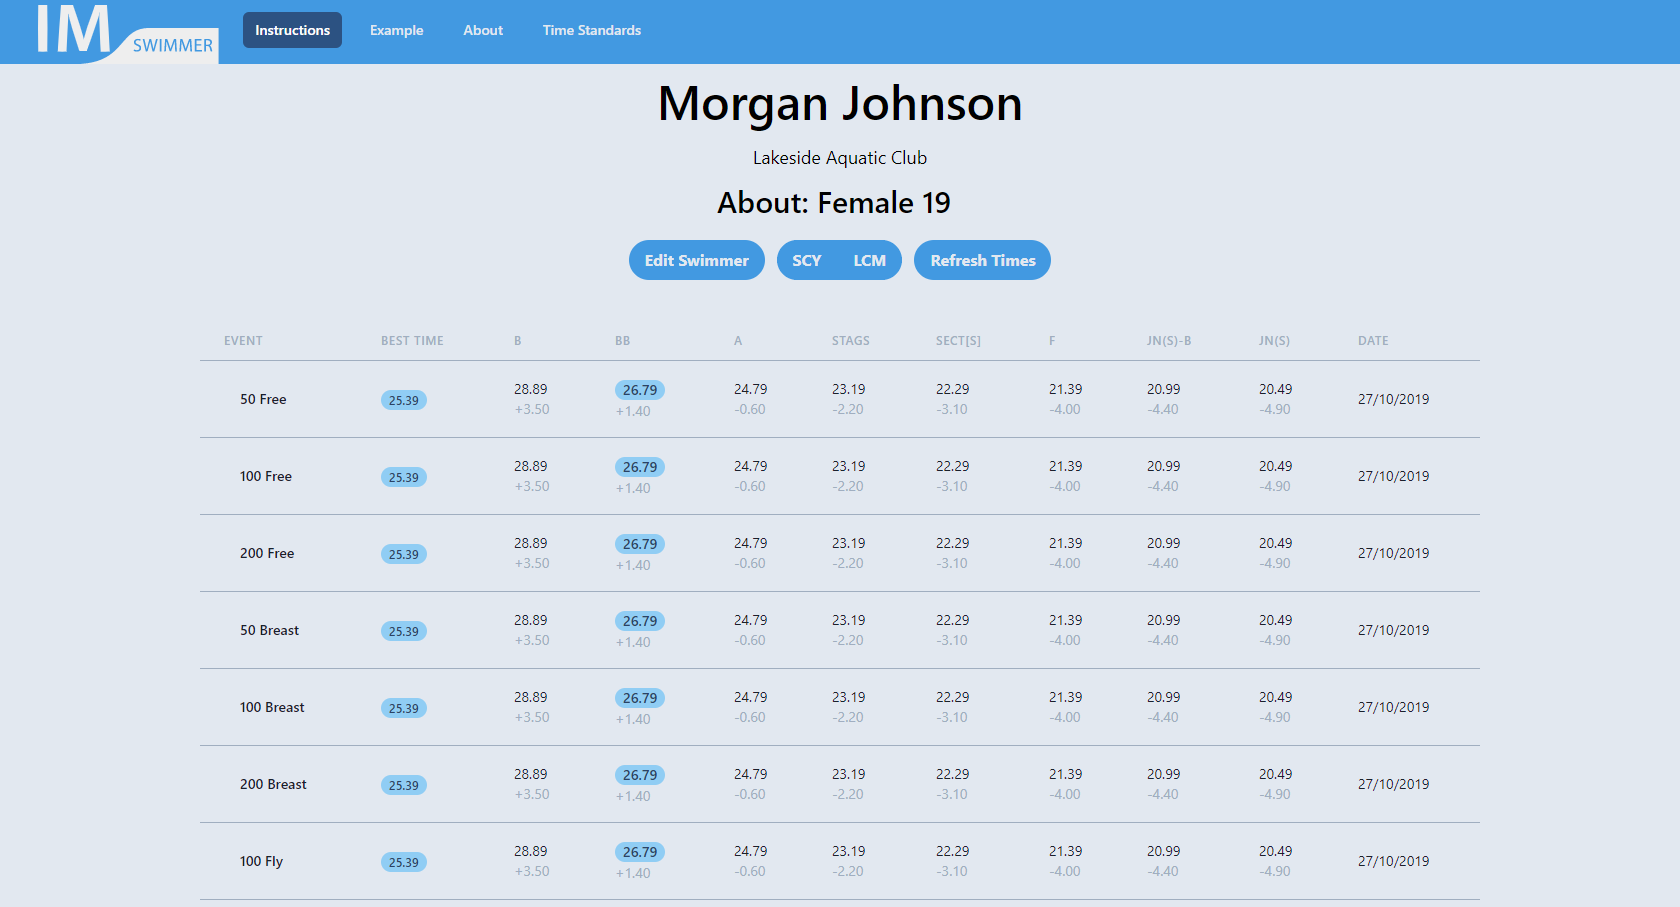 IM SWIMMER Instructions Example About Time Standards
Morgan Johnson
Lakeside Aquatic Club
About: Female 19
Edit Swimmer SCY LCM Refresh Times
EVENT BEST TIME B BB A STAGS SECT[S] F JN(S)-B JN(S) DATE
50 Free 25.39 28.89 26.79 24.79 23.19 22.29 21.39 20.99 20.49 27/10/2019
+3.50 +1.40 -0.60 -2.20 -3.10 -4.00 -4.40 -4.90
100 Free 25.39 28.89 26.79 24.79 23.19 22.29 21.39 20.99 20.49 27/10/2019
+3.50 +1.40 -0.60 -2.20 -3.10 -4.00 -4.40 -4.90
200 Free 25.39 28.89 26.79 24.79 23.19 22.29 21.39 20.99 20.49 27/10/2019
+3.50 +1.40 -0.60 -2.20 -3.10 -4.00 -4.40 -4.90
50 Breast 25.39 28.89 26.79 24.79 23.19 22.29 21.39 20.99 20.49 27/10/2019
+3.50 +1.40 -0.60 -2.20 -3.10 -4.00 -4.40 -4.90
100 Breast 25.39 28.89 26.79 24.79 23.19 22.29 21.39 20.99 20.49 27/10/2019
+3.50 +1.40 -0.60 -2.20 -3.10 -4.00 -4.40 -4.90
200 Breast 25.39 28.89 26.79 24.79 23.19 22.29 21.39 20.99 20.49 27/10/2019
+3.50 +1.40 -0.60 -2.20 -3.10 -4.00 -4.40 -4.90
100 Fly 25.39 28.89 26.79 24.79 23.19 22.29 21.39 20.99 20.49 27/10/2019
+3.50 +1.40 -0.60 -2.20 -3.10 -4.00 -4.40 -4.90